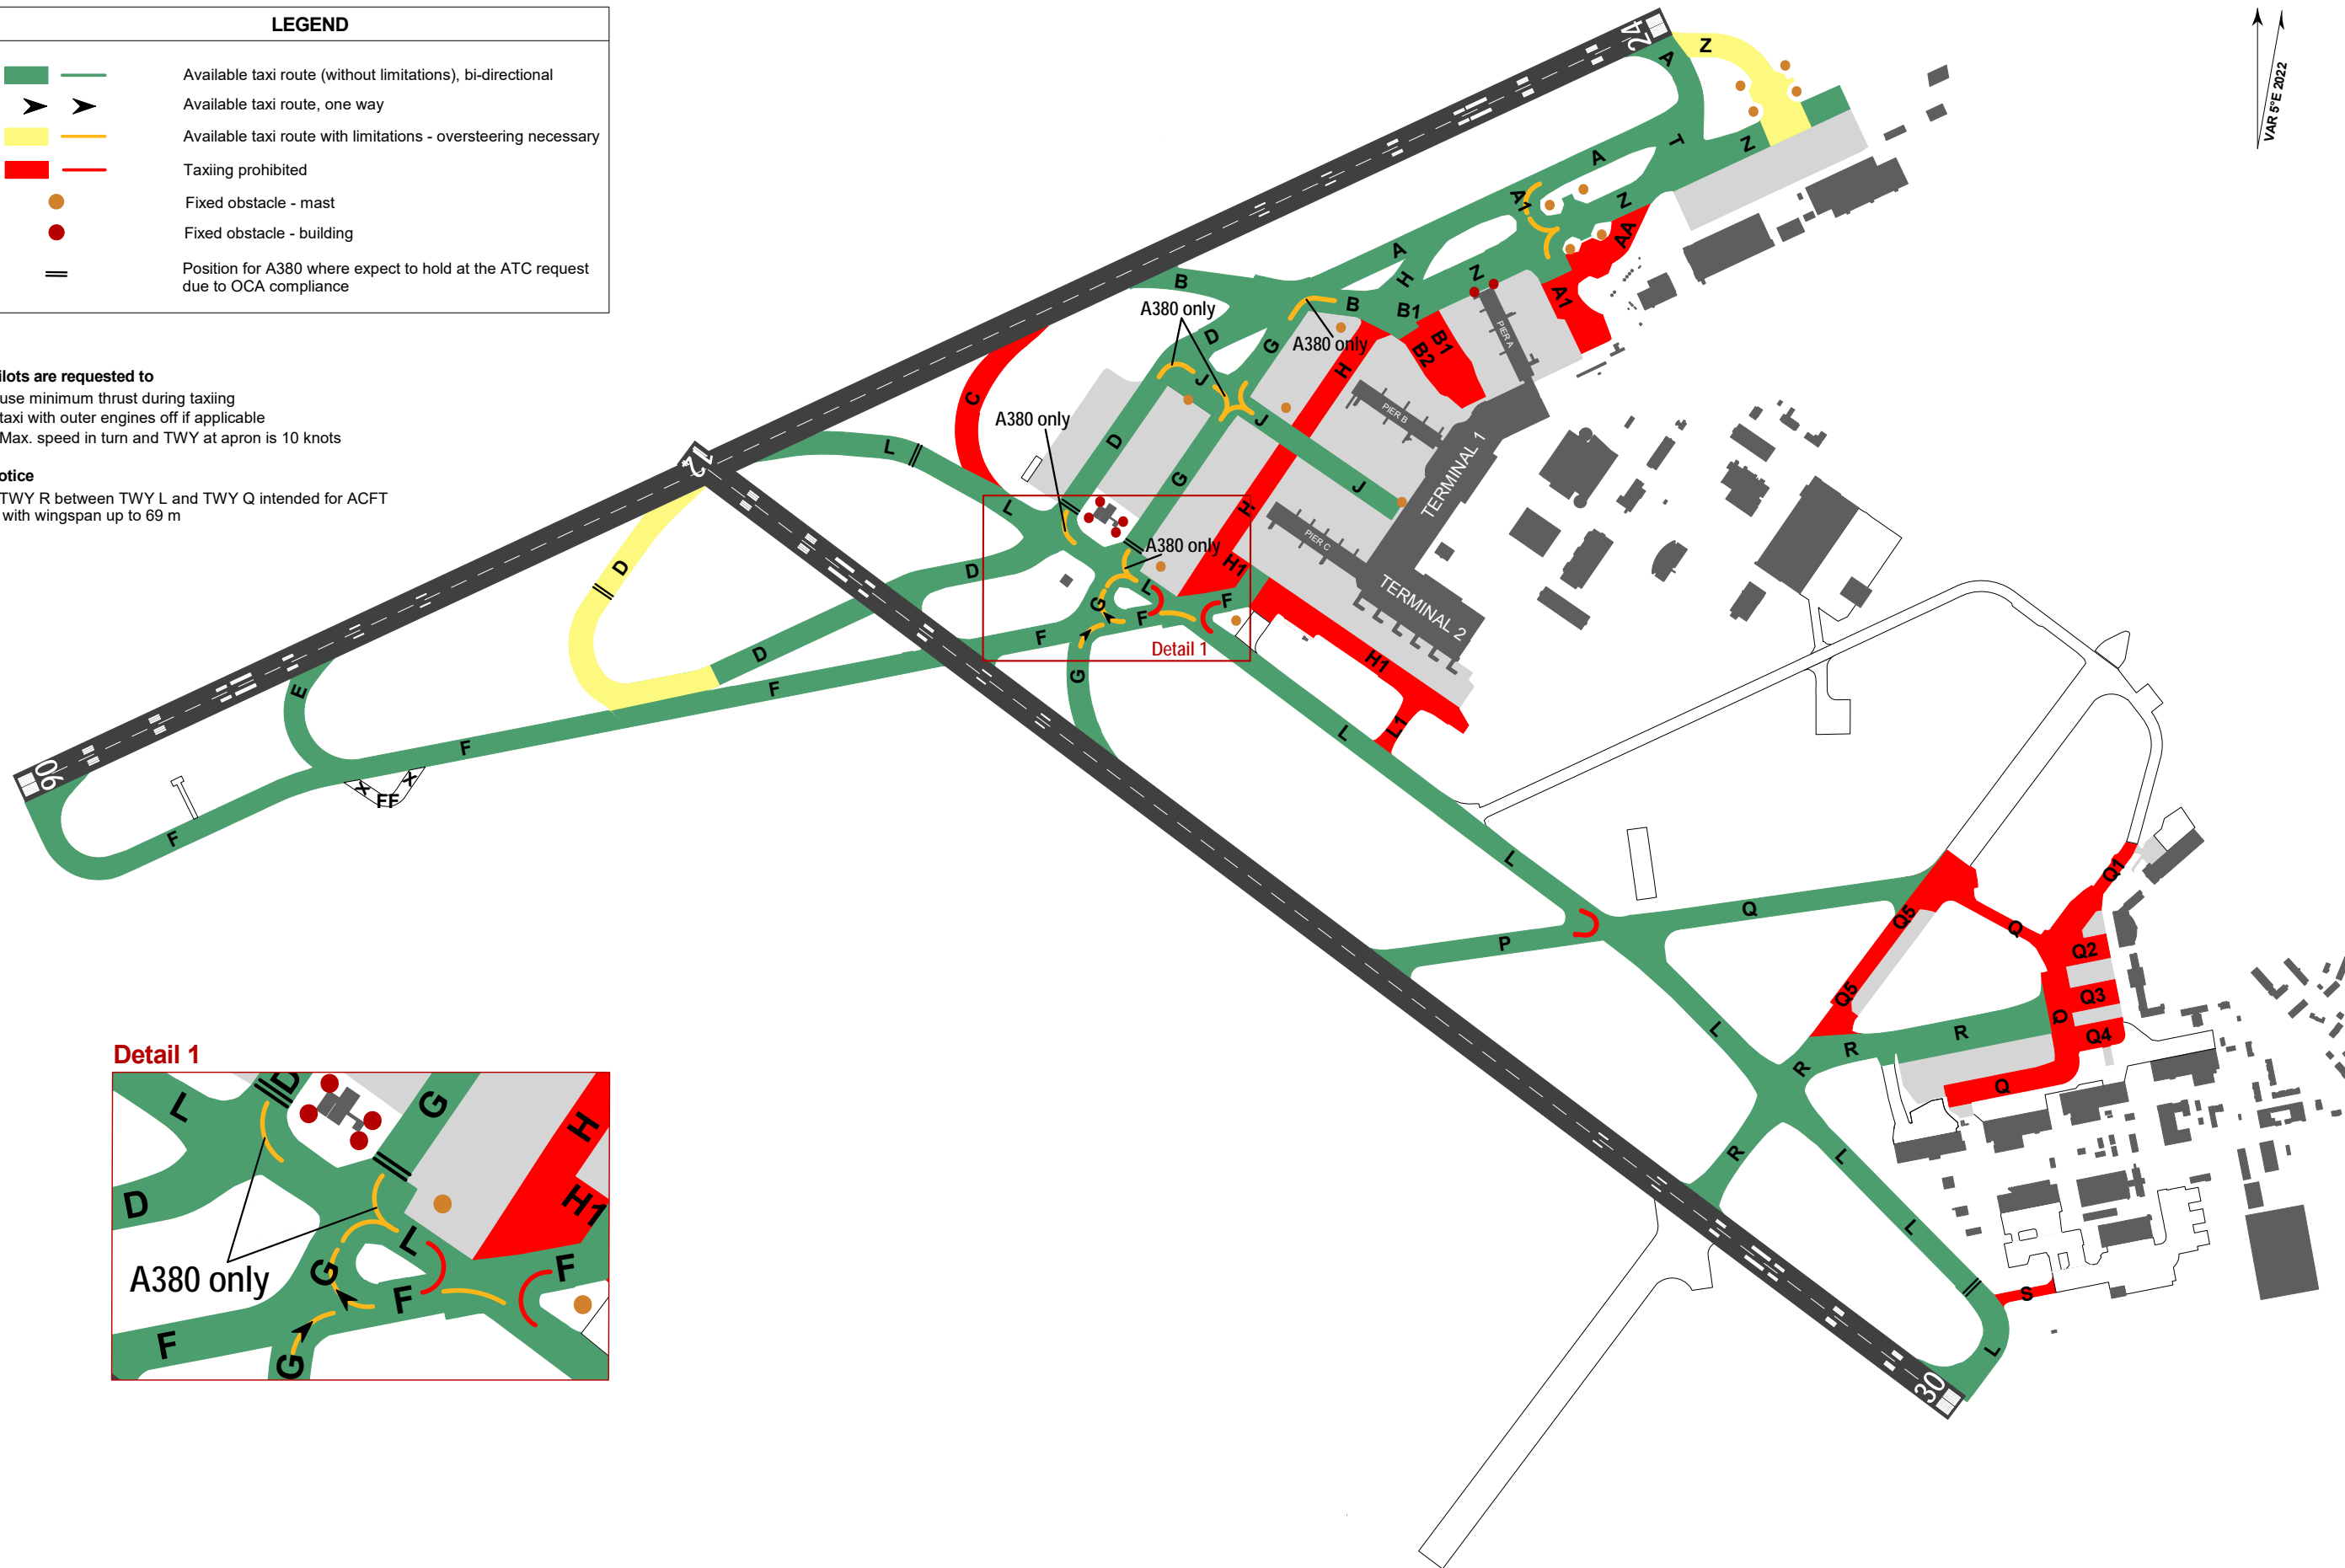 LEGEND
Available taxi route (without limitations), bi-directional
Available taxi route, one way
Available taxi route with limitations - oversteering necessary
Taxiing prohibited
Fixed obstacle - mast
Fixed obstacle - building
Position for A380 where expect to hold at the ATC request
due to OCA compliance
ilots are requested to
use minimum thrust during taxiing
taxi with outer engines off if applicable
Max. speed in turn and TWY at apron is 10 knots
otice
TWY R between TWY L and TWY Q intended for ACFT
with wingspan up to 69 m
VAR 5°E 2022
24
A
Z
A
T
Z
A1
Z
AA
A
H
Z
A1
B
B
B1
B1
B2
PIER A
A380 only
A380 only
D
G
J
H
PIER B
C
A380 only
J
TERMINAL 1
D
G
J
L
12
L
H
PIER C
A380 only
H1
TERMINAL 2
D
D
L
G
F
F
F
Detail 1
D
F
G
H1
L1
L
E
F
06
X
FF
X
F
L
P
Q
Q5
Q5
Q
Q1
Q2
Q3
Q4
Q
Q
R
R
R
L
R
L
L
S
L
30
Detail 1
L
D
G
H
H1
D
L
G
F
F
F
G
A380 only